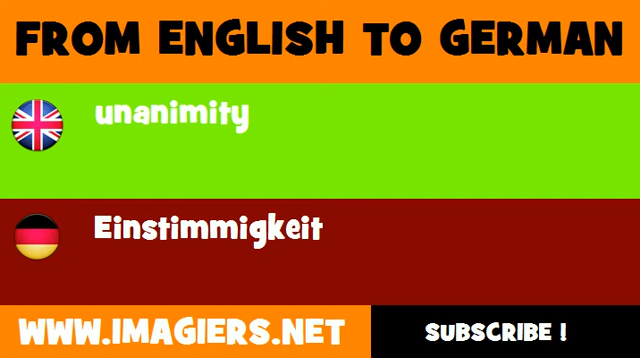 FROM ENGLISH TO GERMAN
unanimity
Einstimmigkeit
WWW.IMAGIERS.NET
SUBSCRIBE !